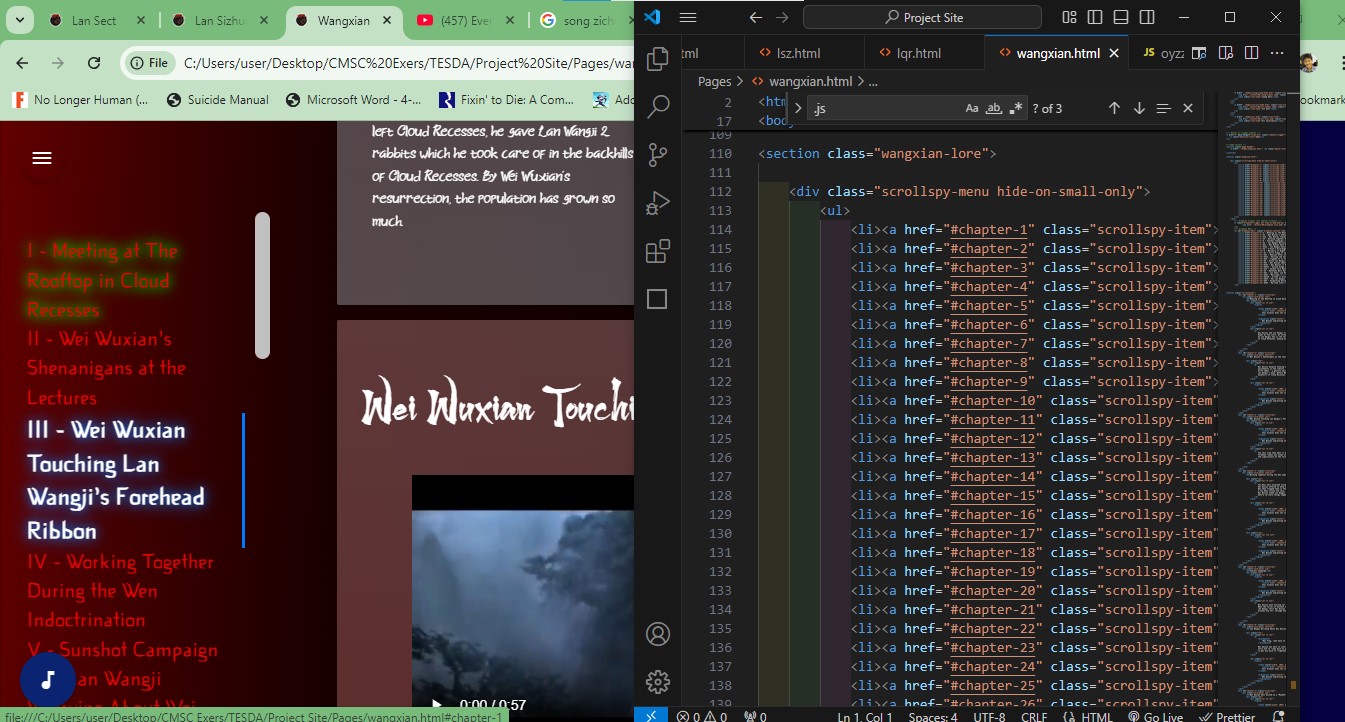 Lan Sect
Lan Sizhu
Wangxian
(457) Eve
song zich
File
C:/Users/user/Desktop/CMSC%20Exers/TESDA/Project%20Site/Pages/wa
No Longer Human (...
Suicide Manual
Microsoft Word - 4-...
Fixin' to Die: A Com...
Ado
ookmark
left Cloud Recesses, he gave Lan Wangji 2
rabbits which he took care of in the backhills
of Cloud Recesses. By Wei Wuxian's
resurrection, the population has grown so
much.
I - Meeting at The
Rooftop in Cloud
Recesses
II - Wei Wuxian's
Shenanigans at the
Lectures
III - Wei Wuxian
Touching Lan
Wangji's Forehead
Ribbon
IV - Working Together
During the Wen
Indoctrination
V - Sunshot Campaign
an Wangji
Wei Wuxian Touchi
0:00 / 0:57
file:///C:/Users/user/Desktop/CMSC Exers/TESDA/Project Site/Pages/wangxian.html#chapter-1
Project Site
tml
lsz.html
lqr.html
wangxian.html
JS oyzz
Pages > wangxian.html > ...
2 <htm
17 <body
.js
Aa ab .*
? of 3
109
110 <section class="wangxian-lore">
111
112 <div class="scrollspy-menu hide-on-small-only">
113 <ul>
114 <li><a href="#chapter-1" class="scrollspy-item">
115 <li><a href="#chapter-2" class="scrollspy-item">
116 <li><a href="#chapter-3" class="scrollspy-item">
117 <li><a href="#chapter-4" class="scrollspy-item">
118 <li><a href="#chapter-5" class="scrollspy-item">
119 <li><a href="#chapter-6" class="scrollspy-item">
120 <li><a href="#chapter-7" class="scrollspy-item">
121 <li><a href="#chapter-8" class="scrollspy-item">
122 <li><a href="#chapter-9" class="scrollspy-item">
123 <li><a href="#chapter-10" class="scrollspy-item"
124 <li><a href="#chapter-11" class="scrollspy-item"
125 <li><a href="#chapter-12" class="scrollspy-item"
126 <li><a href="#chapter-13" class="scrollspy-item"
127 <li><a href="#chapter-14" class="scrollspy-item"
128 <li><a href="#chapter-15" class="scrollspy-item"
129 <li><a href="#chapter-16" class="scrollspy-item"
130 <li><a href="#chapter-17" class="scrollspy-item"
131 <li><a href="#chapter-18" class="scrollspy-item"
132 <li><a href="#chapter-19" class="scrollspy-item"
133 <li><a href="#chapter-20" class="scrollspy-item"
134 <li><a href="#chapter-21" class="scrollspy-item"
135 <li><a href="#chapter-22" class="scrollspy-item"
136 <li><a href="#chapter-23" class="scrollspy-item"
137 <li><a href="#chapter-24" class="scrollspy-item"
138 <li><a href="#chapter-25" class="scrollspy-item"
139 <li><a href="#chapter-26" class="scrollspy-item"
0 0 0
Ln 1, Col 1
Spaces: 4
UTF-8
CRLF
HTML
Go Live
Prettier